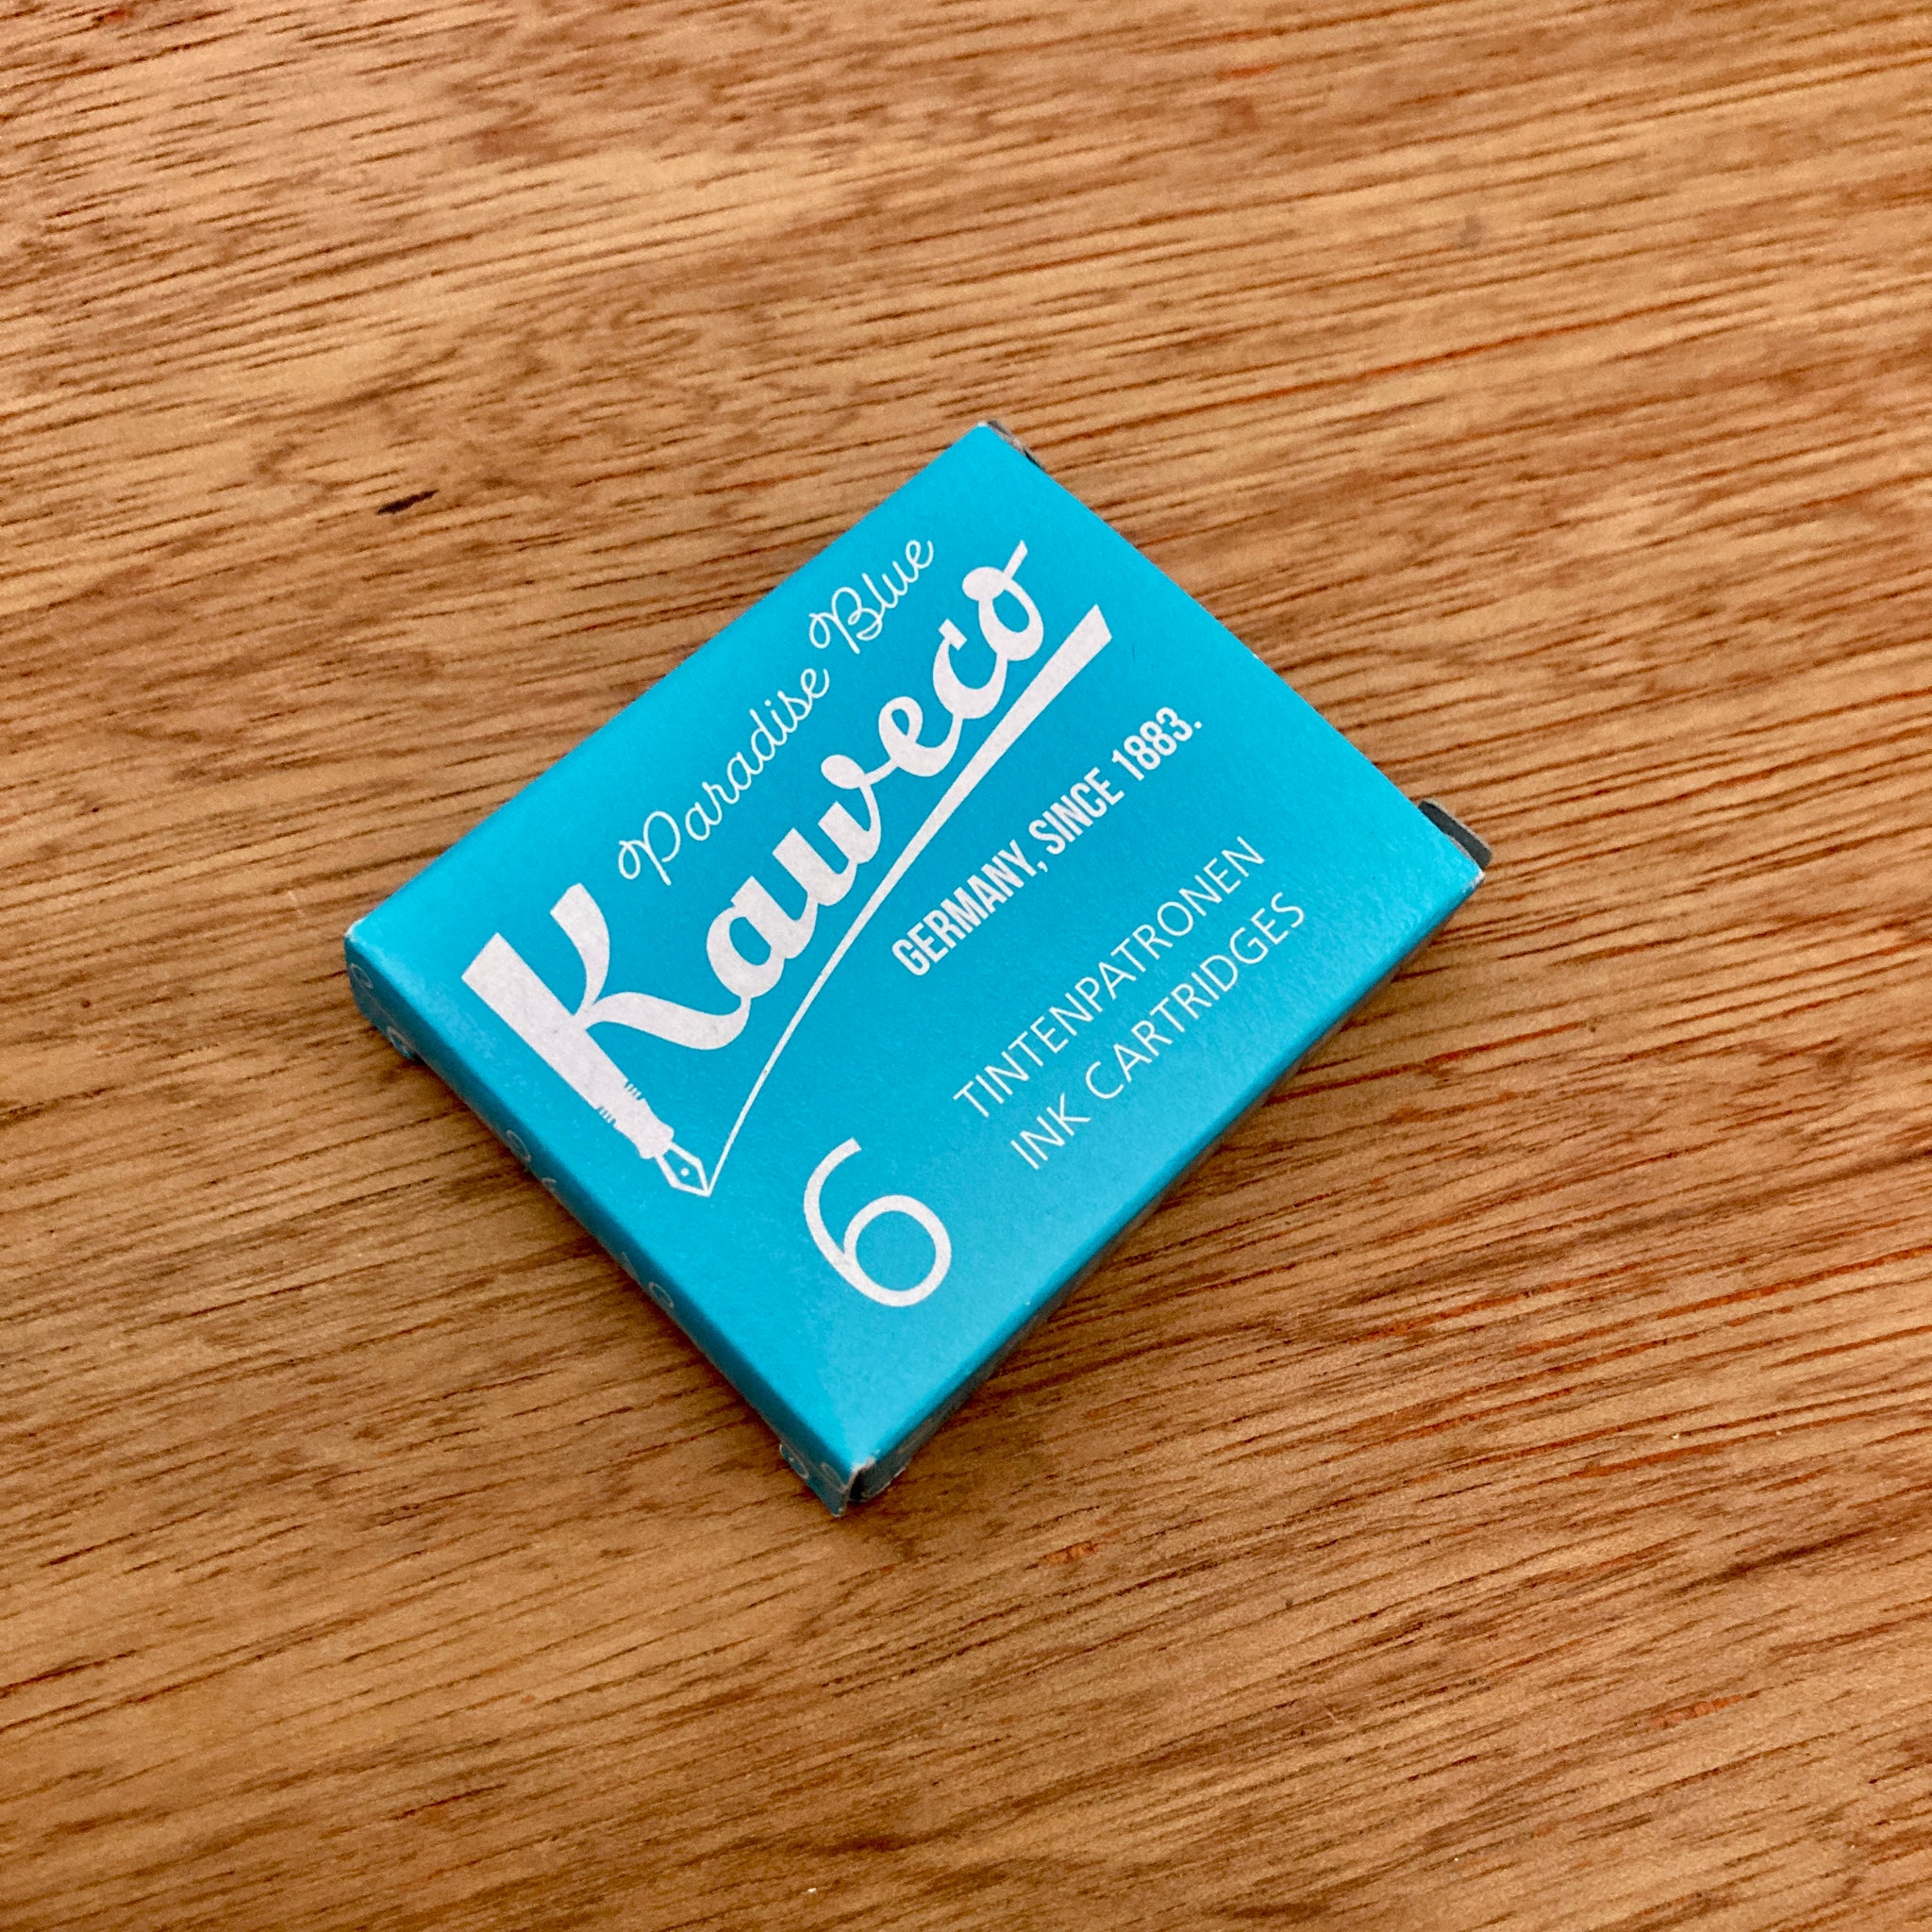 Paradise Blue
Kaweco
GERMANY, SINCE 1883.
6
TINTENPATRONEN
INK CARTRIDGES